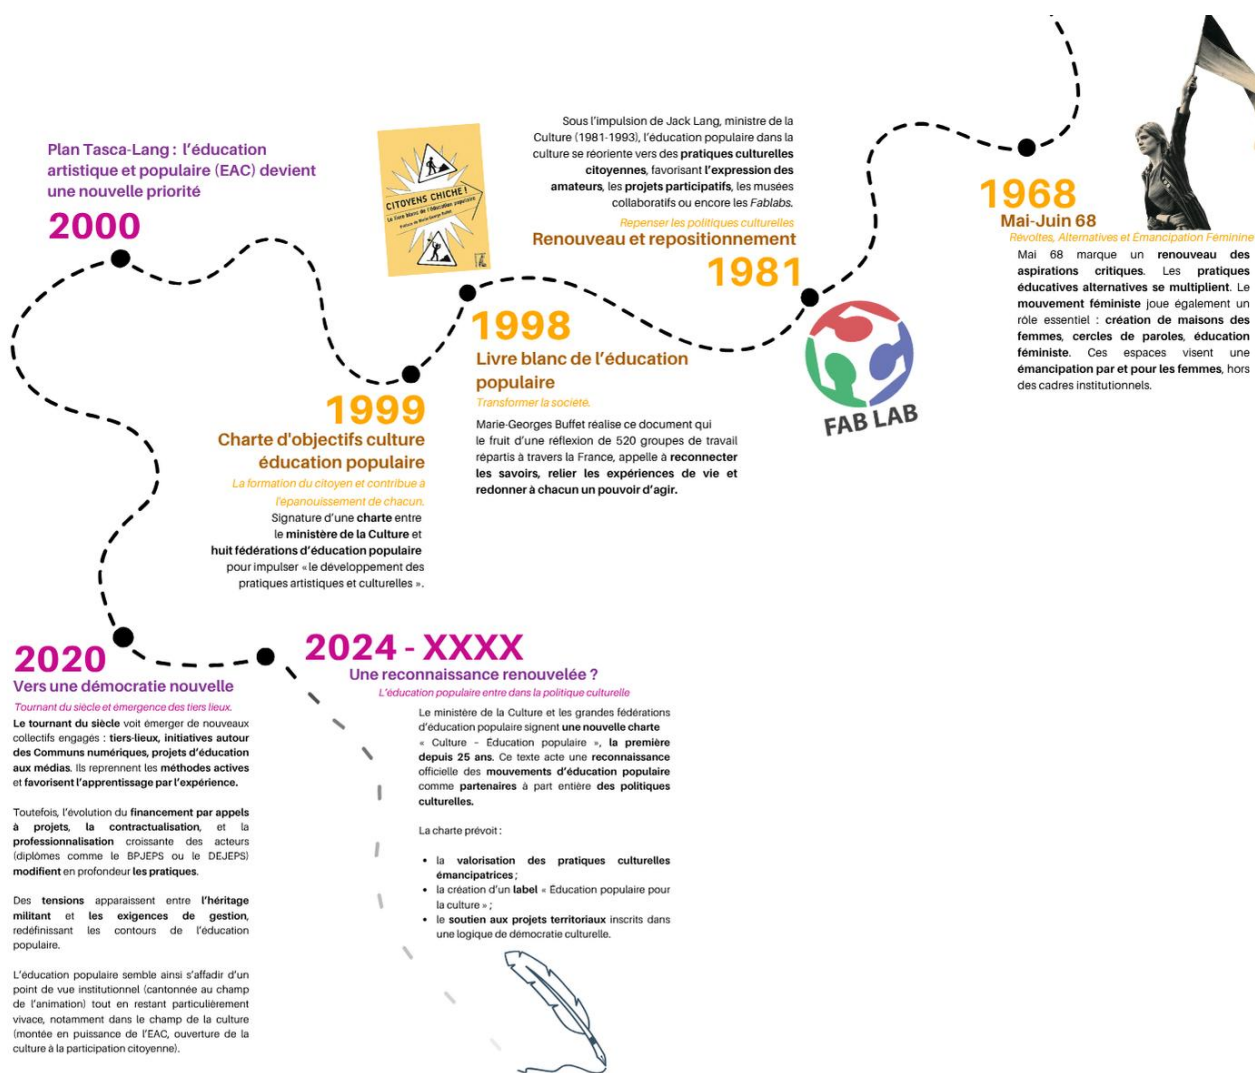 1968
Mai-Juin 68
Révoltes, Alternatives et Émancipation Féminine
Mai 68 marque un renouveau des
aspirations critiques. Les pratiques
éducatives alternatives se multiplient. Le
mouvement féministe joue également un
rôle essentiel : création de maisons des
femmes, cercles de paroles, éducation
féministe. Ces espaces visent une
émancipation par et pour les femmes, hors
des cadres institutionnels.
Sous l'impulsion de Jack Lang, ministre de la
Culture (1981-1993), l'éducation populaire dans la
culture se réoriente vers des pratiques culturelles
citoyennes, favorisant l'expression des
amateurs, les projets participatifs, les musées
collaboratifs ou encore les Fablabs.
Repenser les politiques culturelles
Renouveau et repositionnement
1981
FAB LAB
CITOYENS CHICHE !
Le livre blanc de l'éducation populaire
1998
Livre blanc de l'éducation
populaire
Transformer la société.
Marie-Georges Buffet réalise ce document qui
le fruit d'une réflexion de 520 groupes de travail
répartis à travers la France, appelle à reconnecter
les savoirs, relier les expériences de vie et
redonner à chacun un pouvoir d'agir.
1999
Charte d'objectifs culture
éducation populaire
La formation du citoyen et contribue à
l'épanouissement de chacun.
Signature d'une charte entre
le ministère de la Culture et
huit fédérations d'éducation populaire
pour impulser « le développement des
pratiques artistiques et culturelles ».
Plan Tasca-Lang : l'éducation
artistique et populaire (EAC) devient
une nouvelle priorité
2000
2020
Vers une démocratie nouvelle
Tournant du siècle et émergence des tiers lieux.
Le tournant du siècle voit émerger de nouveaux
collectifs engagés : tiers-lieux, initiatives autour
des Communs numériques, projets d'éducation
aux médias. Ils reprennent les méthodes actives
et favorisent l'apprentissage par l'expérience.
Toutefois, l'évolution du financement par appels
à projets, la contractualisation, et la
professionnalisation croissante des acteurs
(diplômes comme le BPJEPS ou le DEJEPS)
modifient en profondeur les pratiques.
Des tensions apparaissent entre l'héritage
militant et les exigences de gestion,
redéfinissant les contours de l'éducation
populaire.
L'éducation populaire semble ainsi s'affadir d'un
point de vue institutionnel (cantonnée au champ
de l'animation) tout en restant particulièrement
vivace, notamment dans le champ de la culture
(montée en puissance de l'EAC, ouverture de la
culture à la participation citoyenne).
2024 - XXXX
Une reconnaissance renouvelée ?
L'éducation populaire entre dans la politique culturelle
Le ministère de la Culture et les grandes fédérations
d'éducation populaire signent une nouvelle charte
« Culture – Éducation populaire », la première
depuis 25 ans. Ce texte acte une reconnaissance
officielle des mouvements d'éducation populaire
comme partenaires à part entière des politiques
culturelles.
La charte prévoit :
• la valorisation des pratiques culturelles
émancipatrices ;
• la création d'un label « Éducation populaire pour
la culture » ;
• le soutien aux projets territoriaux inscrits dans
une logique de démocratie culturelle.